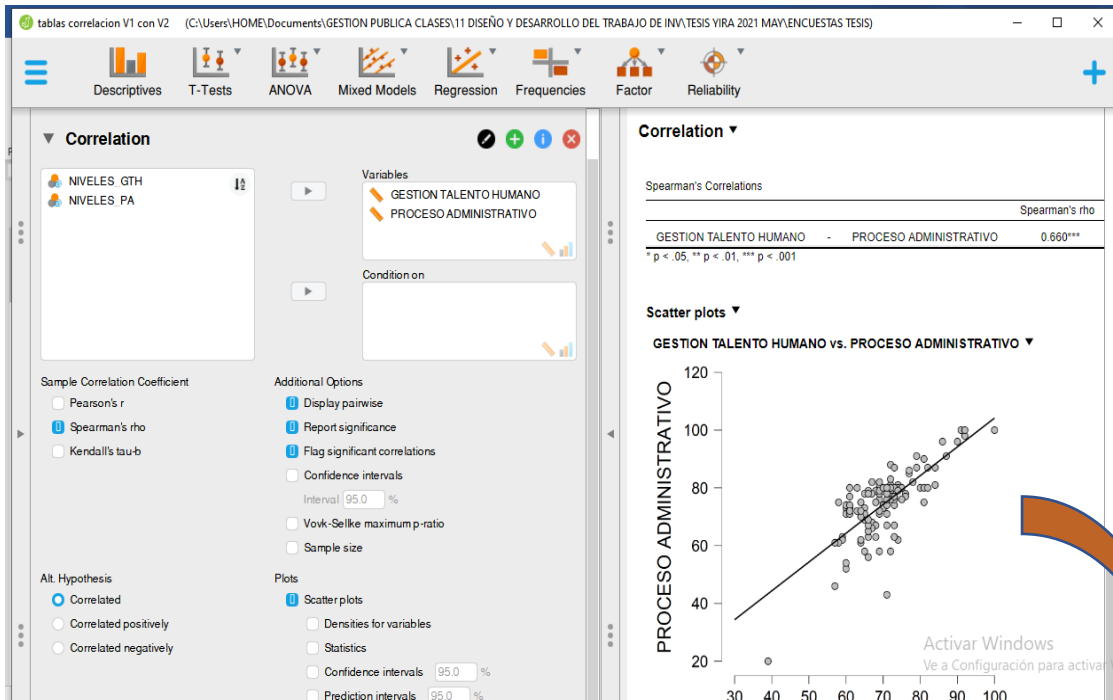 tablas correlacion V1 con V2 (C:\Users\HOME\Documents\GESTION PUBLICA CLASES\11 DISEÑO Y DESARROLLO DEL TRABAJO DE INV\TESIS YIRA 2021 MAY\ENCUESTAS TESIS)
Descriptives
T-Tests
ANOVA
Mixed Models
Regression
Frequencies
Factor
Reliability
Correlation
NIVELES_GTH
NIVELES_PA
Variables
GESTION TALENTO HUMANO
PROCESO ADMINISTRATIVO
Condition on
Sample Correlation Coefficient
Pearson's r
Spearman's rho
Kendall's tau-b
Additional Options
Display pairwise
Report significance
Flag significant correlations
Confidence intervals
Interval 95.0 %
Vovk-Sellke maximum p-ratio
Sample size
Alt. Hypothesis
Correlated
Correlated positively
Correlated negatively
Plots
Scatter plots
Densities for variables
Statistics
Confidence intervals 95.0 %
Prediction intervals 95.0 %
Correlation
Spearman's Correlations
Spearman's rho
GESTION TALENTO HUMANO - PROCESO ADMINISTRATIVO 0.660***
* p < .05, ** p < .01, *** p < .001
Scatter plots
GESTION TALENTO HUMANO vs. PROCESO ADMINISTRATIVO
PROCESO ADMINISTRATIVO
120
100
80
60
40
20
30 40 50 60 70 80 90 100
Activar Windows
Ve a Configuración para activar